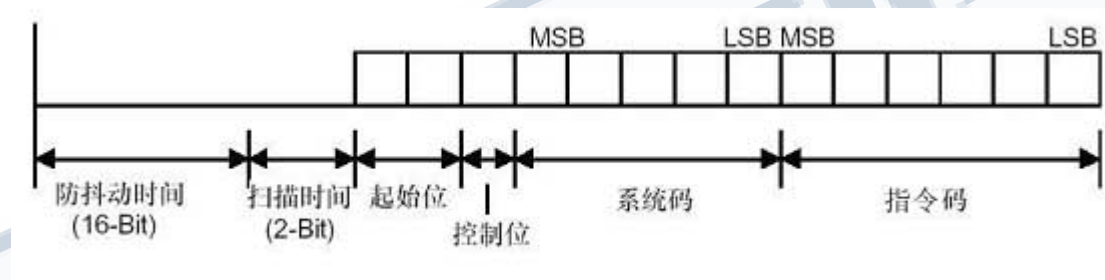 MSB LSB MSB LSB
防抖动时间 扫描时间 起始位 系统码 指令码
(16-Bit) (2-Bit) 控制位